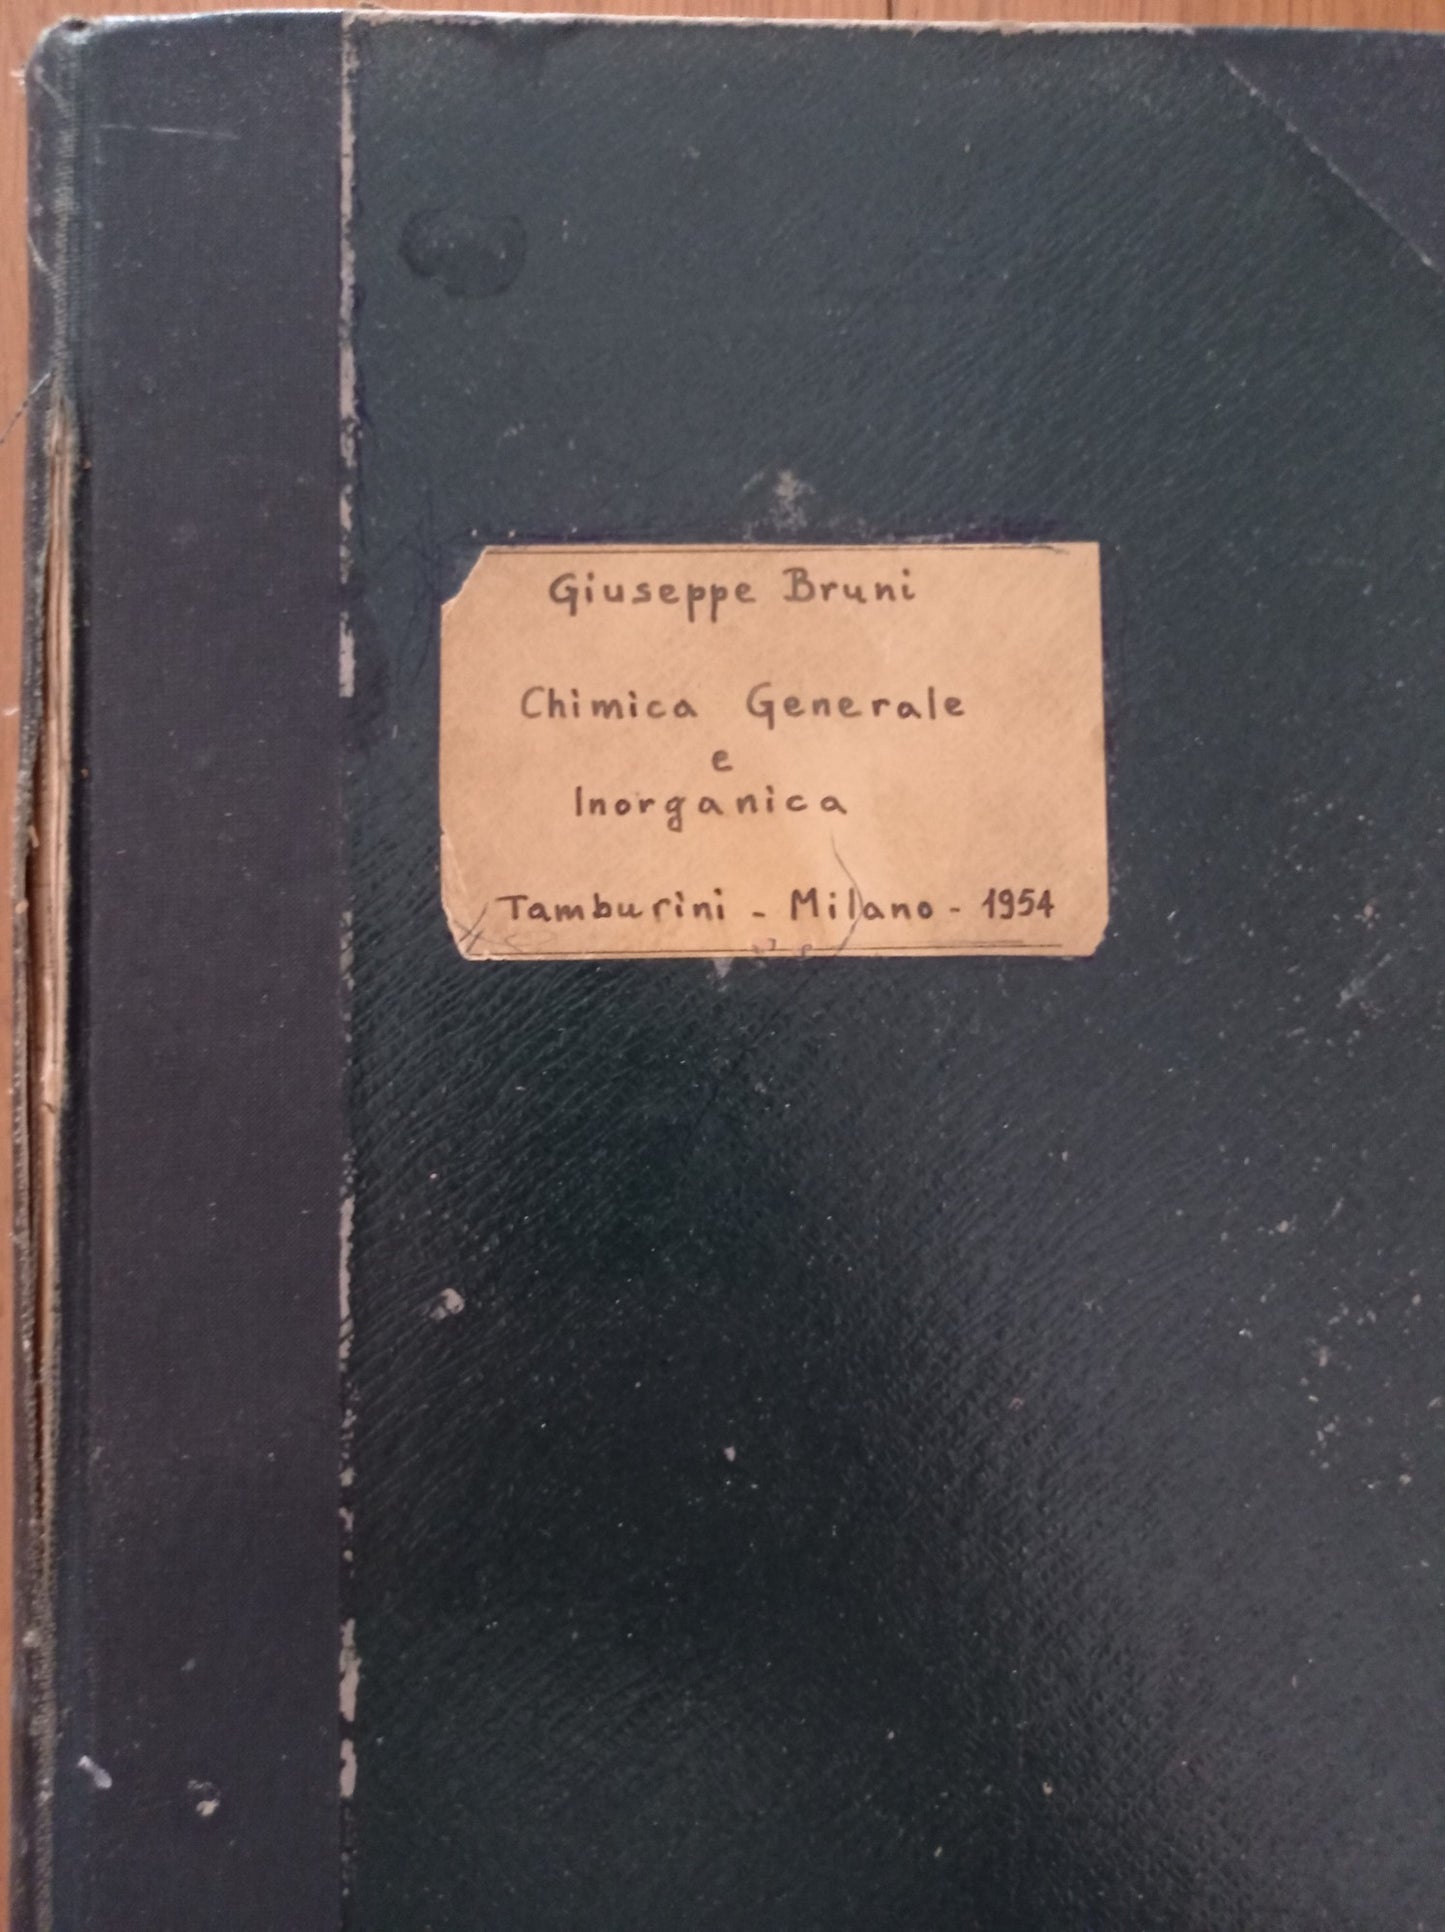 Giuseppe Bruni
Chimica Generale
e
Inorganica
Tamburini - Milano - 1954